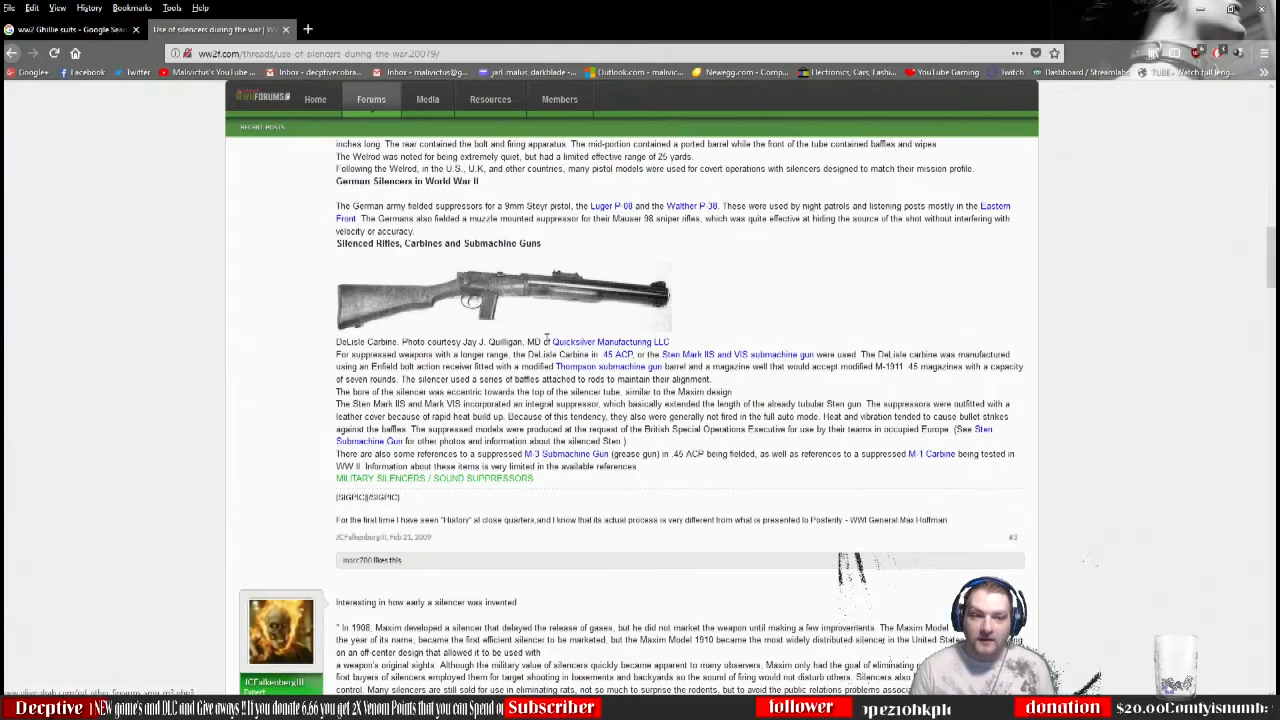 File Edit View History Bookmarks Tools Help
ww2 Ghillie suits - Google Sear
Use of silencers during the war | W
ww2f.com/threads/use-of-silencers-during-the-war.20079/
Google+ Facebook Twitter Malivictus's YouTube Inbox - decptivecobra... Inbox - malivictus@g... jarl_malus_darkblade-... Outlook.com - malivic... Newegg.com - Comp... Electronics, Cars, Fashi... YouTube Gaming Twitch Dashboard / Streamlabs TUBI - Watch full leng...
FORUMS Home Forums Media Resources Members
RECENT POSTS
inches long. The rear contained the bolt and firing apparatus. The mid-portion contained a ported barrel while the front of the tube contained baffles and wipes.
The Welrod was noted for being extremely quiet, but had a limited effective range of 25 yards.
Following the Welrod, in the U.S., U.K, and other countries, many pistol models were used for covert operations with silencers designed to match their mission profile.
German Silencers in World War II
The German army fielded suppressors for a 9mm Steyr pistol, the Luger P-08 and the Walther P-38. These were used by night patrols and listening posts mostly in the Eastern
Front. The Germans also fielded a muzzle mounted suppressor for their Mauser 98 sniper rifles, which was quite effective at hiding the source of the shot without interfering with
velocity or accuracy.
Silenced Rifles, Carbines and Submachine Guns
DeLisle Carbine. Photo courtesy Jay J. Quilligan, MD of Quicksilver Manufacturing LLC
For suppressed weapons with a longer range, the DeLisle Carbine in .45 ACP, or the Sten Mark IIS and VIS submachine gun were used. The DeLisle carbine was manufactured
using an Enfield bolt action receiver fitted with a modified Thompson submachine gun barrel and a magazine well that would accept modified M-1911 .45 magazines with a capacity
of seven rounds. The silencer used a series of baffles attached to rods to maintain their alignment.
The bore of the silencer was eccentric towards the top of the silencer tube, similar to the Maxim design
The Sten Mark IIS and Mark VIS incorporated an integral suppressor, which basically extended the length of the already tubular Sten gun. The suppressors were outfitted with a
leather cover because of rapid heat build up. Because of this tendency, they also were generally not fired in the full auto mode. Heat and vibration tended to cause bullet strikes
against the baffles. The suppressed models were produced at the request of the British Special Operations Executive for use by their teams in occupied Europe. (See Sten
Submachine Gun for other photos and information about the silenced Sten.)
There are also some references to a suppressed M-3 Submachine Gun (grease gun) in .45 ACP being fielded, as well as references to a suppressed M-1 Carbine being tested in
WW II. Information about these items is very limited in the available references.
MILITARY SILENCERS / SOUND SUPPRESSORS
[SIGPIC][/SIGPIC]
For the first time I have seen "History" at close quarters,and I know that its actual process is very different from what is presented to Posterity. - WWI General Max Hoffman.
JCFalkenbergIII, Feb 21, 2009 #3
marc780 likes this.
Interesting in how early a silencer was invented
" In 1908, Maxim developed a silencer that delayed the release of gases, but he did not market the weapon until making a few improvements. The Maxim Model
the year of its name, became the first efficient silencer to be marketed, but the Maxim Model 1910 became the most widely distributed silencer in the United States
on an off-center design that allowed it to be used with
a weapon's original sights. Although the military value of silencers quickly became apparent to many observers, Maxim only had the goal of eliminating
first buyers of silencers employed them for target shooting in basements and backyards so the sound of firing would not disturb others. Silencers also
control. Many silencers are still sold for use in eliminating rats, not so much to surprise the rodents, but to avoid the public relations problems
JCFalkenbergIII
Expert
Decptive | NEW game's and DLC and Give aways !! If you donate 6.66 you get 2X Venom Points that you can Spend on Subscriber follower donation $20.00